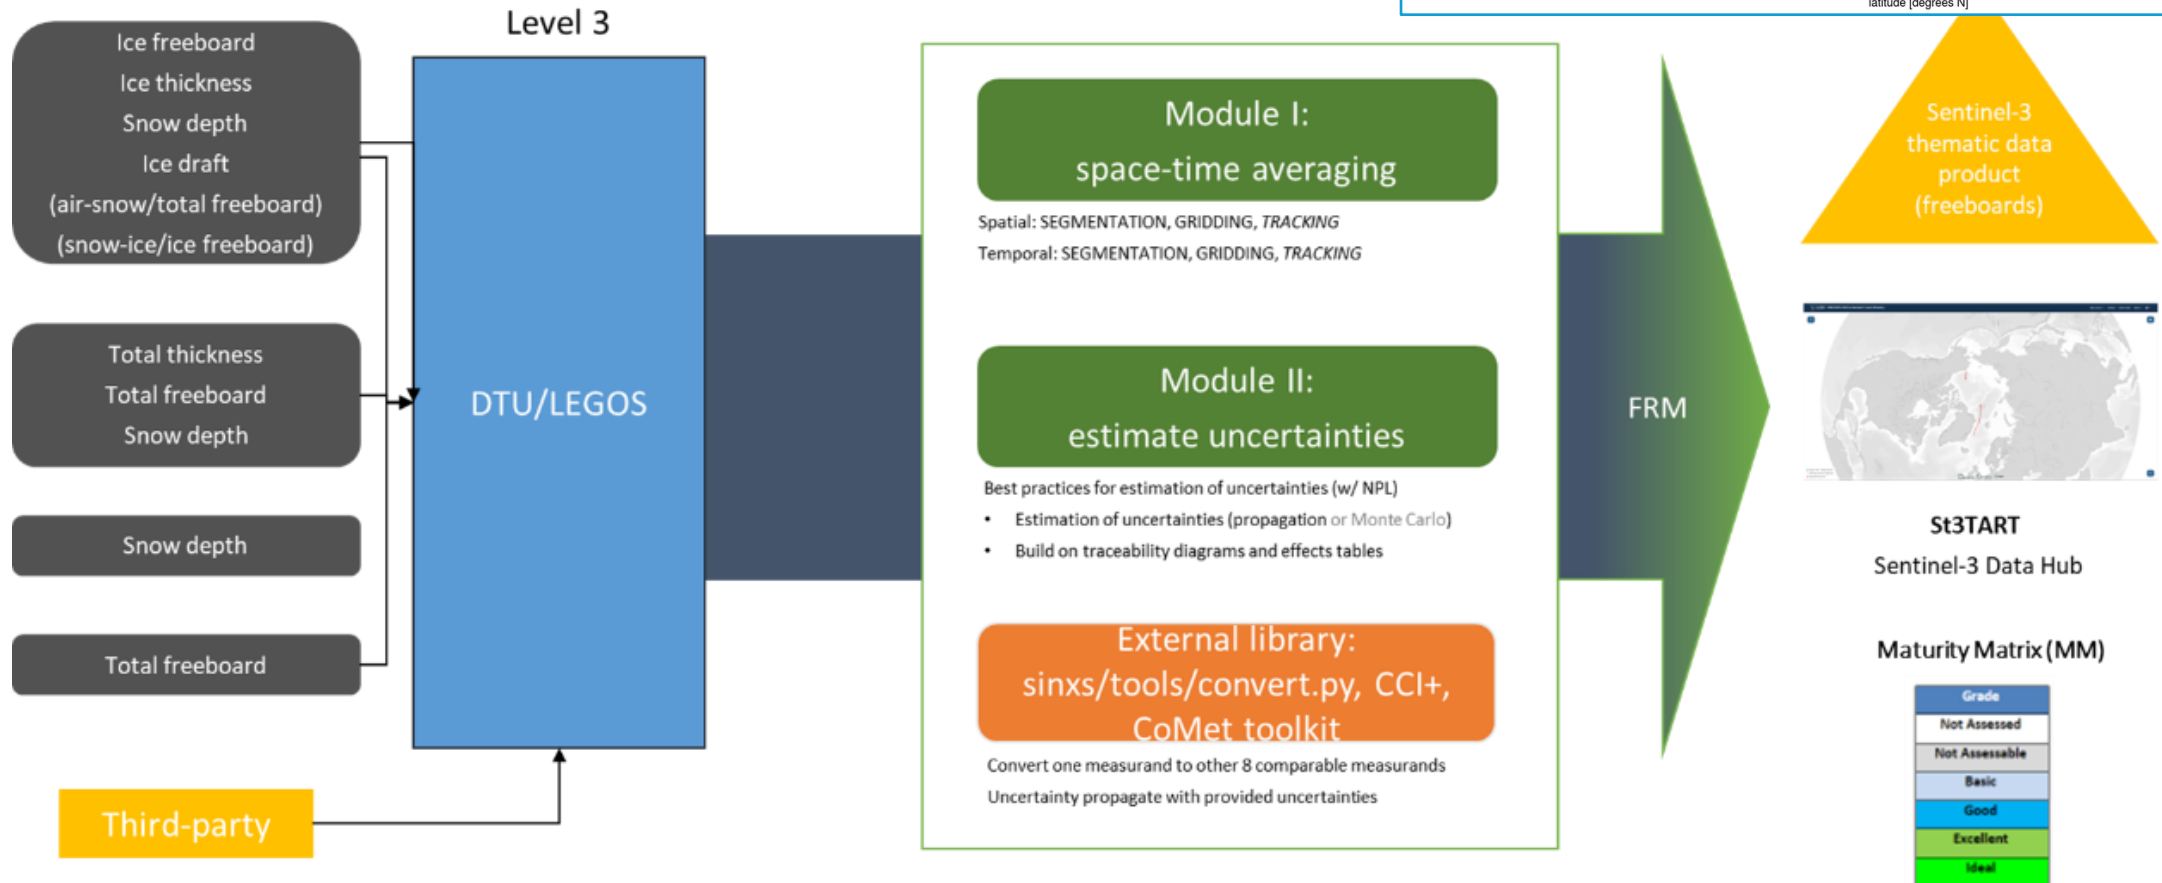 latitude [degrees N]
Level 3
Ice freeboard
Ice thickness
Snow depth
Ice draft
(air-snow/total freeboard)
(snow-ice/ice freeboard)
Total thickness
Total freeboard
Snow depth
Snow depth
Total freeboard
Third-party
DTU/LEGOS
Module I:
space-time averaging
Spatial: SEGMENTATION, GRIDDING, TRACKING
Temporal: SEGMENTATION, GRIDDING, TRACKING
Module II:
estimate uncertainties
Best practices for estimation of uncertainties (w/ NPL)
• Estimation of uncertainties (propagation or Monte Carlo)
• Build on traceability diagrams and effects tables
External library:
sinxs/tools/convert.py, CCI+,
CoMet toolkit
Convert one measurand to other 8 comparable measurands
Uncertainty propagate with provided uncertainties
FRM
Sentinel-3
thematic data
product
(freeboards)
St3TART
Sentinel-3 Data Hub
Maturity Matrix (MM)
Grade
Not Assessed
Not Assessable
Basic
Good
Excellent
Ideal